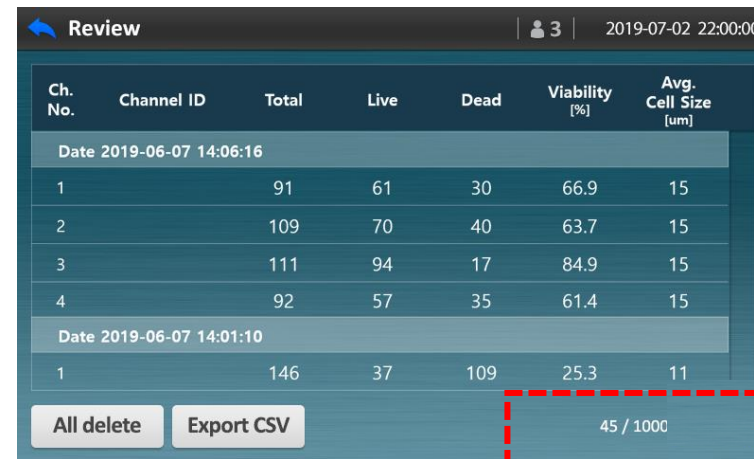 Review 3 2019-07-02 22:00:00
Ch. No. Channel ID Total Live Dead Viability [%] Avg. Cell Size [um]
Date 2019-06-07 14:06:16
1 91 61 30 66.9 15
2 109 70 40 63.7 15
3 111 94 17 84.9 15
4 92 57 35 61.4 15
Date 2019-06-07 14:01:10
1 146 37 109 25.3 11
All delete Export CSV 45 / 1000